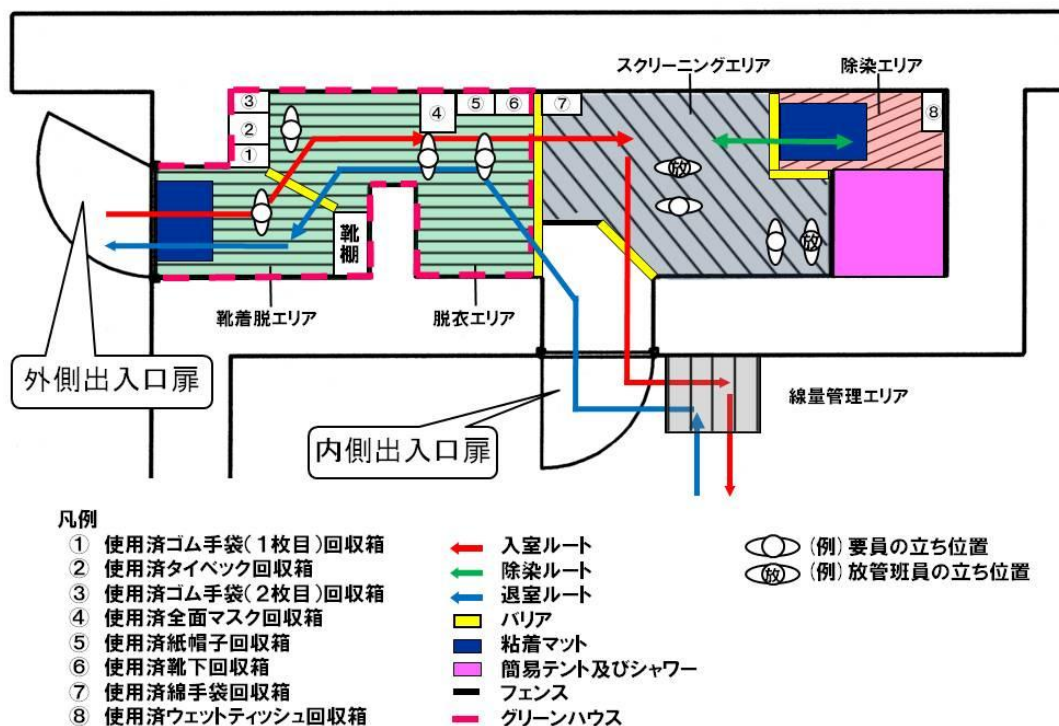 スクリーニングエリア
除染エリア
③
②
①
④
⑤
⑥
⑦
⑧
放
放
靴棚
靴着脱エリア
脱衣エリア
外側出入口扉
内側出入口扉
線量管理エリア
凡例
① 使用済ゴム手袋(1枚目)回収箱
② 使用済タイベック回収箱
③ 使用済ゴム手袋(2枚目)回収箱
④ 使用済全面マスク回収箱
⑤ 使用済紙帽子回収箱
⑥ 使用済靴下回収箱
⑦ 使用済綿手袋回収箱
⑧ 使用済ウェットティッシュ回収箱
入室ルート
除染ルート
退室ルート
バリア
粘着マット
簡易テント及びシャワー
フェンス
グリーンハウス
(例)要員の立ち位置
放 (例)放管班員の立ち位置